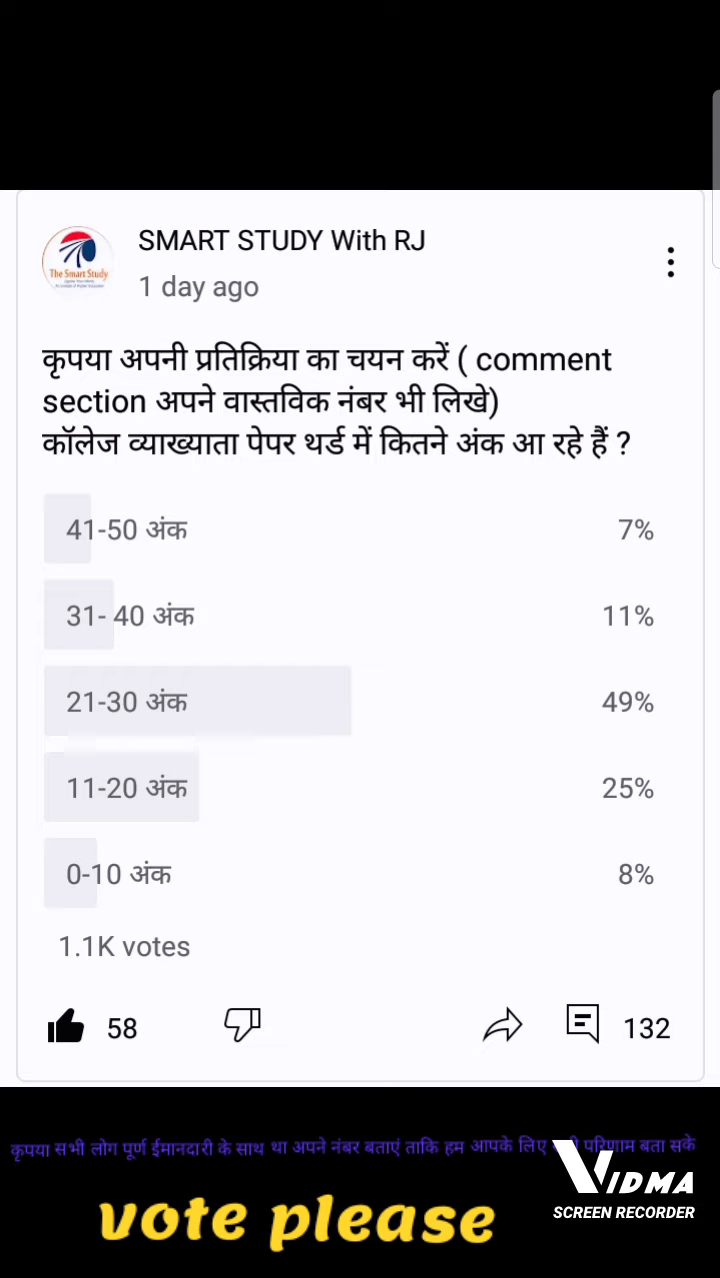 SMART STUDY With RJ
The Smart Study
1 day ago
कृपया अपनी प्रतिक्रिया का चयन करें ( comment
section अपने वास्तविक नंबर भी लिखे)
कॉलेज व्याख्याता पेपर थर्ड में कितने अंक आ रहे हैं ?
41-50 अंक 7%
31- 40 अंक 11%
21-30 अंक 49%
11-20 अंक 25%
0-10 अंक 8%
1.1K votes
58 132
कृपया सभी लोग पूर्ण ईमानदारी के साथ था अपने नंबर बताएं ताकि हम आपके लिए परिणाम बता सके
VIDMA
SCREEN RECORDER
vote please